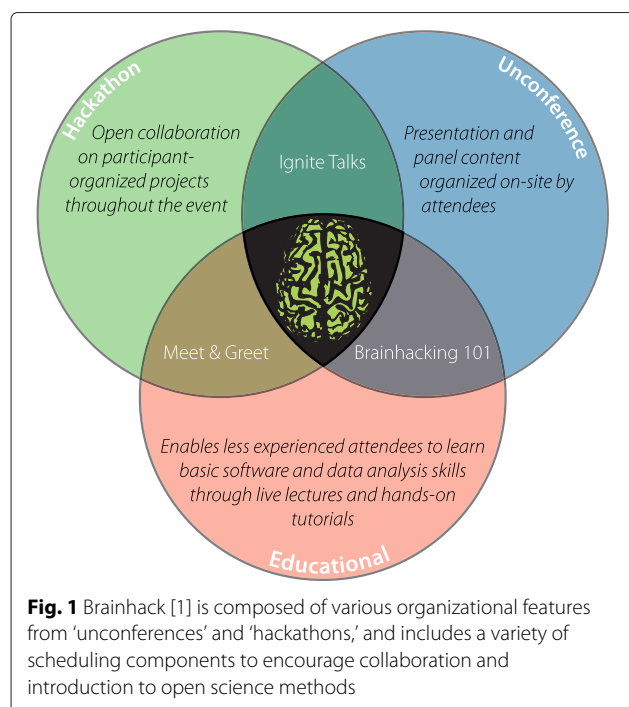 Hackathon
Unconference
Open collaboration
on participant-
organized projects
throughout the event
Ignite Talks
Presentation and
panel content
organized on-site by
attendees
Meet & Greet
Brainhacking 101
Enables less experienced attendees to learn
basic software and data analysis skills
through live lectures and hands-on
tutorials
Educational
Fig. 1 Brainhack [1] is composed of various organizational features
from ‘unconferences’ and ‘hackathons,’ and includes a variety of
scheduling components to encourage collaboration and
introduction to open science methods